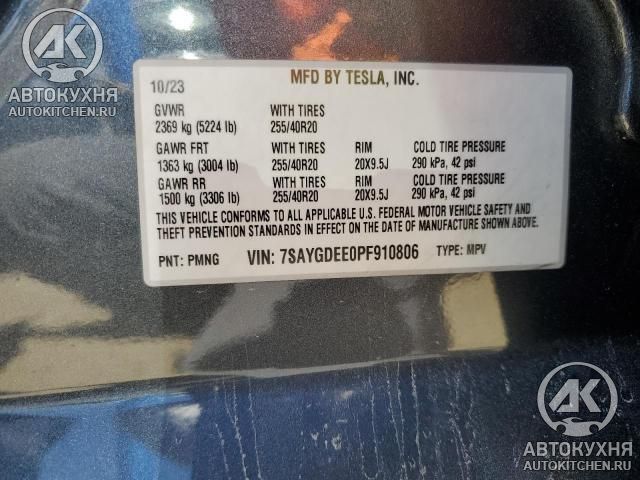 AK
АВТОКУХНЯ
AUTOKITCHEN.RU
10/23 MFD BY TESLA, INC.
GVWR WITH TIRES
2369 kg (5224 lb) 255/40R20
GAWR FRT WITH TIRES RIM COLD TIRE PRESSURE
1363 kg (3004 lb) 255/40R20 20X9.5J 290 kPa, 42 psi
GAWR RR WITH TIRES RIM COLD TIRE PRESSURE
1500 kg (3306 lb) 255/40R20 20X9.5J 290 kPa, 42 psi
THIS VEHICLE CONFORMS TO ALL APPLICABLE U.S. FEDERAL MOTOR VEHICLE SAFETY AND
THEFT STANDARDS IN EFFECT ON THE DATE OF MANUFACTURE SHOWN ABOVE.
PNT: PMNG VIN: 7SAYGDEE0PF910806 TYPE: MPV
AK
АВТОКУХНЯ
AUTOKITCHEN.RU